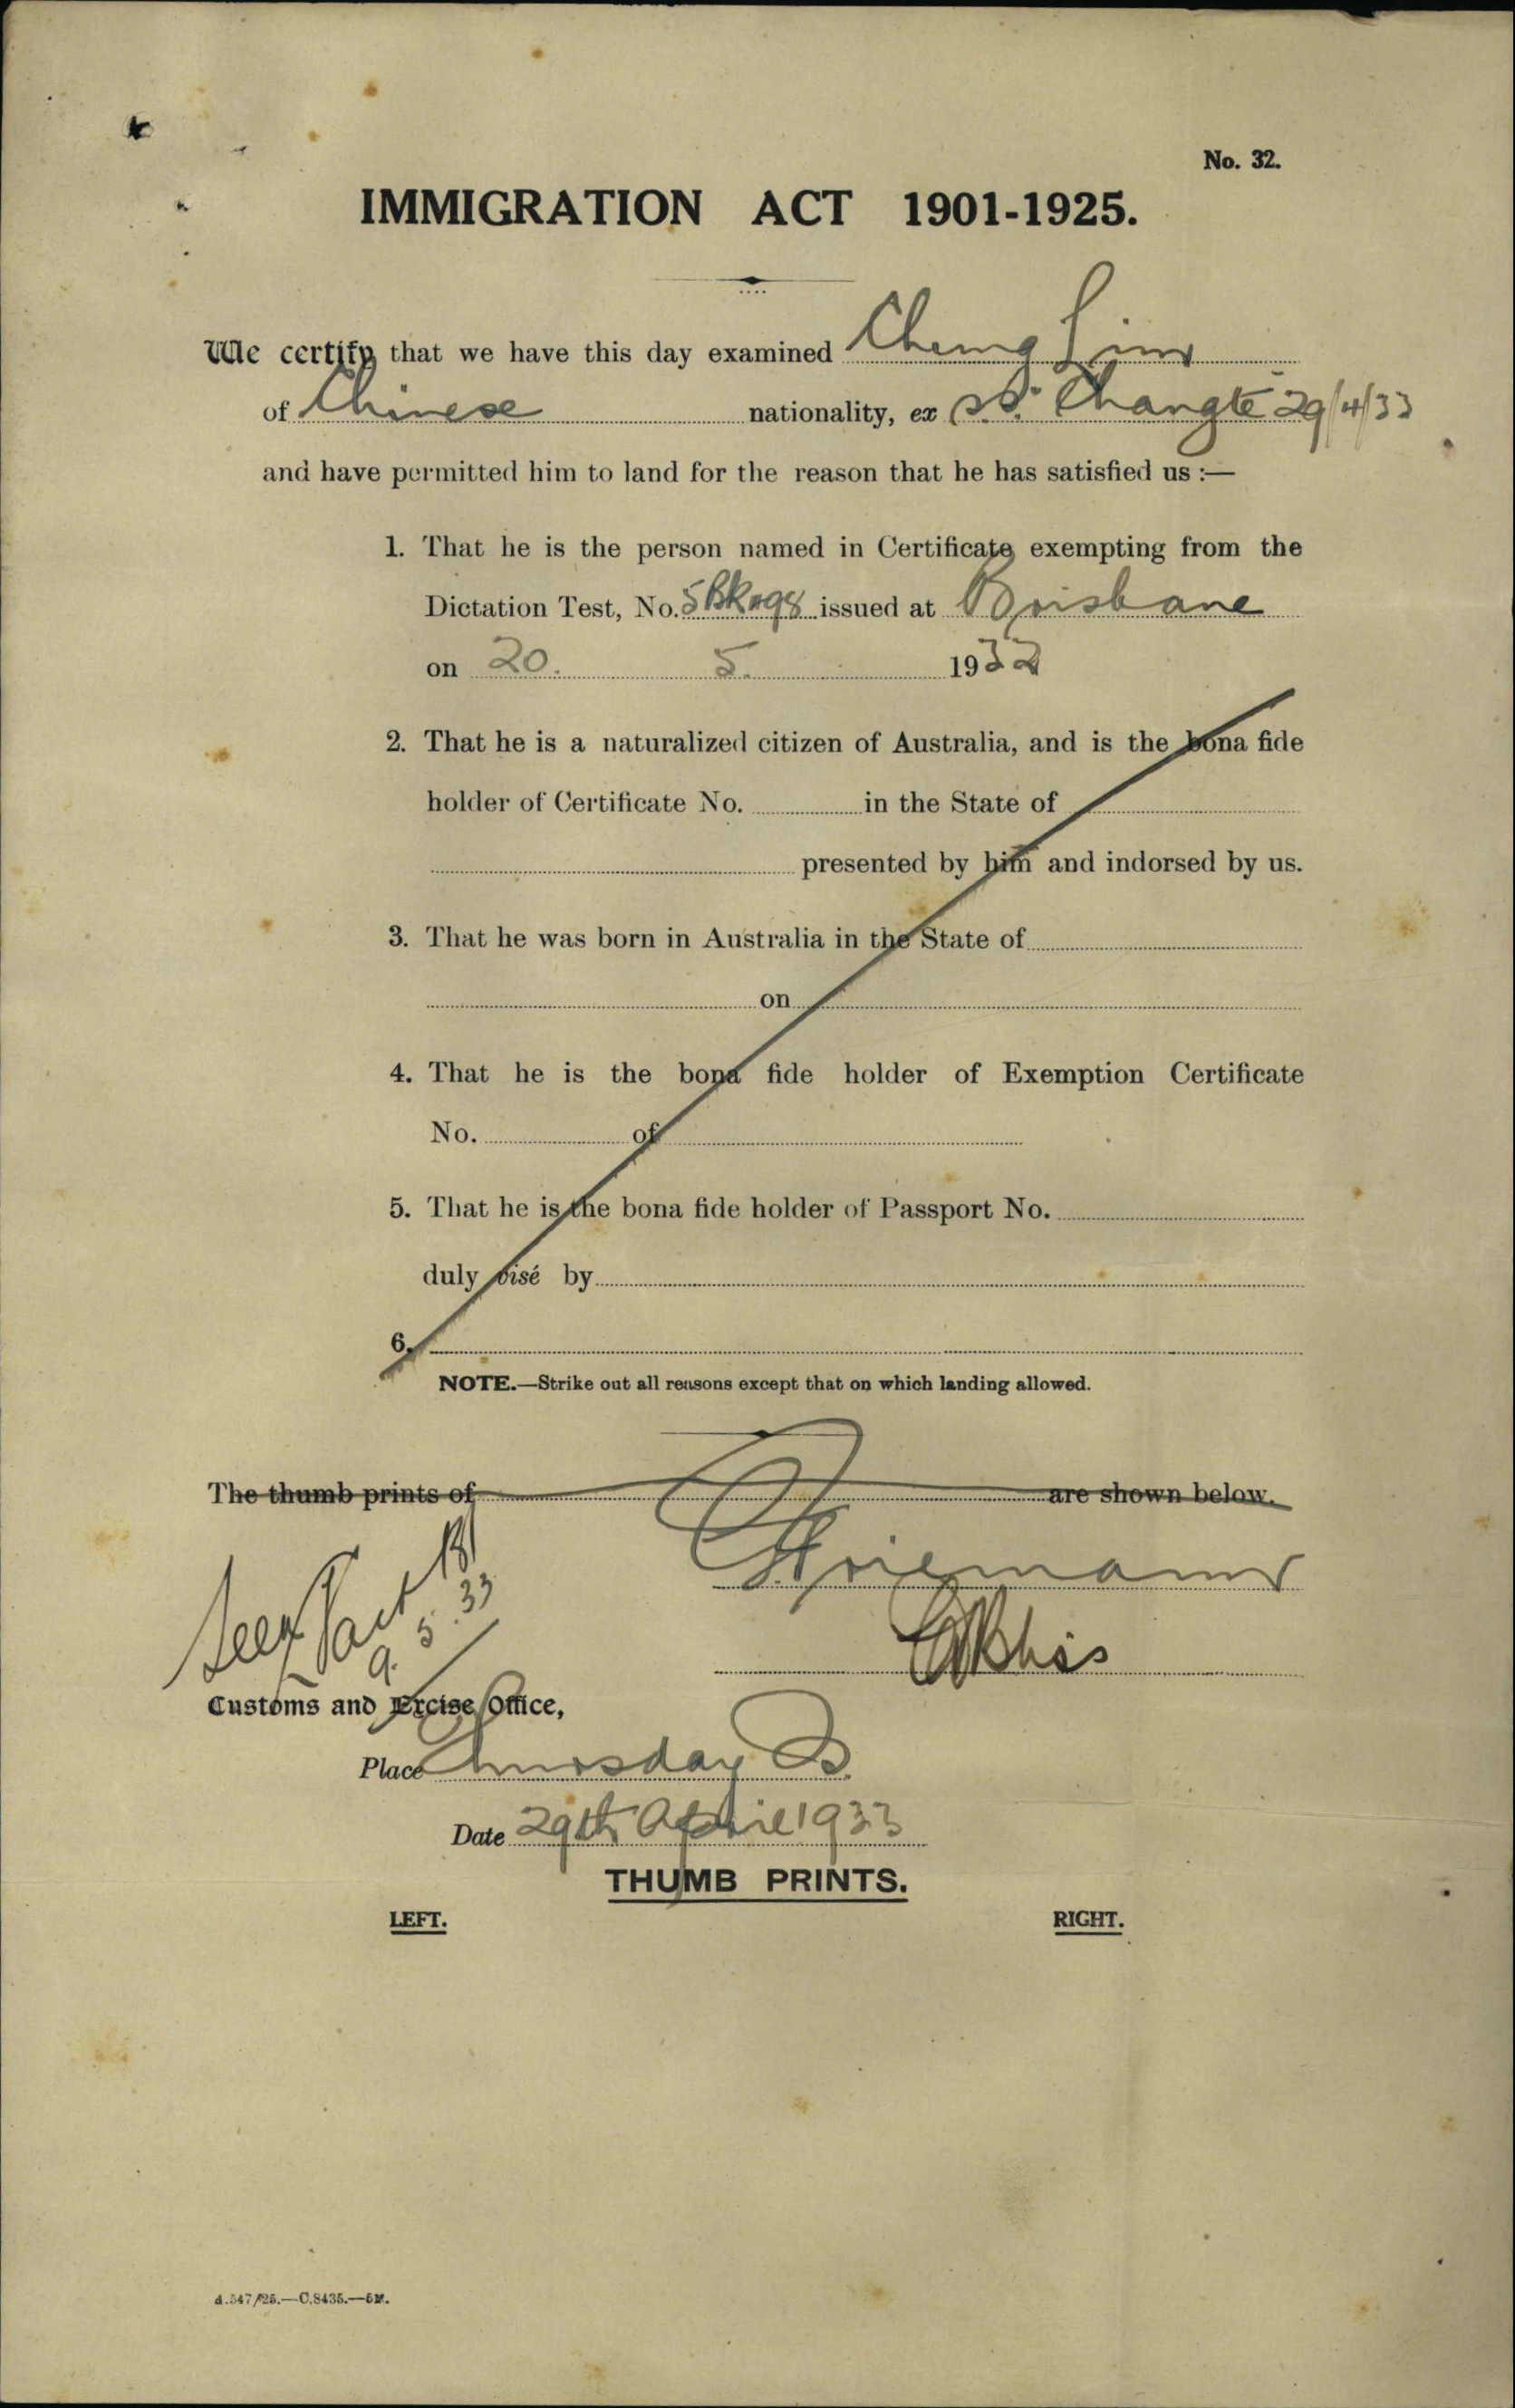 No. 32.
IMMIGRATION ACT 1901-1925.
We certify that we have this day examined
of Chinese nationality, ex SS. Changte 29/4/33
and have permitted him to land for the reason that he has satisfied us :—
1. That he is the person named in Certificate exempting from the
Dictation Test, No. issued at Brisbane
on 20. 5. 1932
2. That he is a naturalized citizen of Australia, and is the bona fide
holder of Certificate No. in the State of
presented by him and indorsed by us.
3. That he was born in Australia in the State of
on
4. That he is the bona fide holder of Exemption Certificate
No. of
5. That he is the bona fide holder of Passport No.
duly visé by
6.
NOTE.—Strike out all reasons except that on which landing allowed.
The thumb prints of are shown below.
9. 5. 33
Customs and Excise Office,
Place Thursday Is.
Date 29th April 1933
THUMB PRINTS.
LEFT. RIGHT.